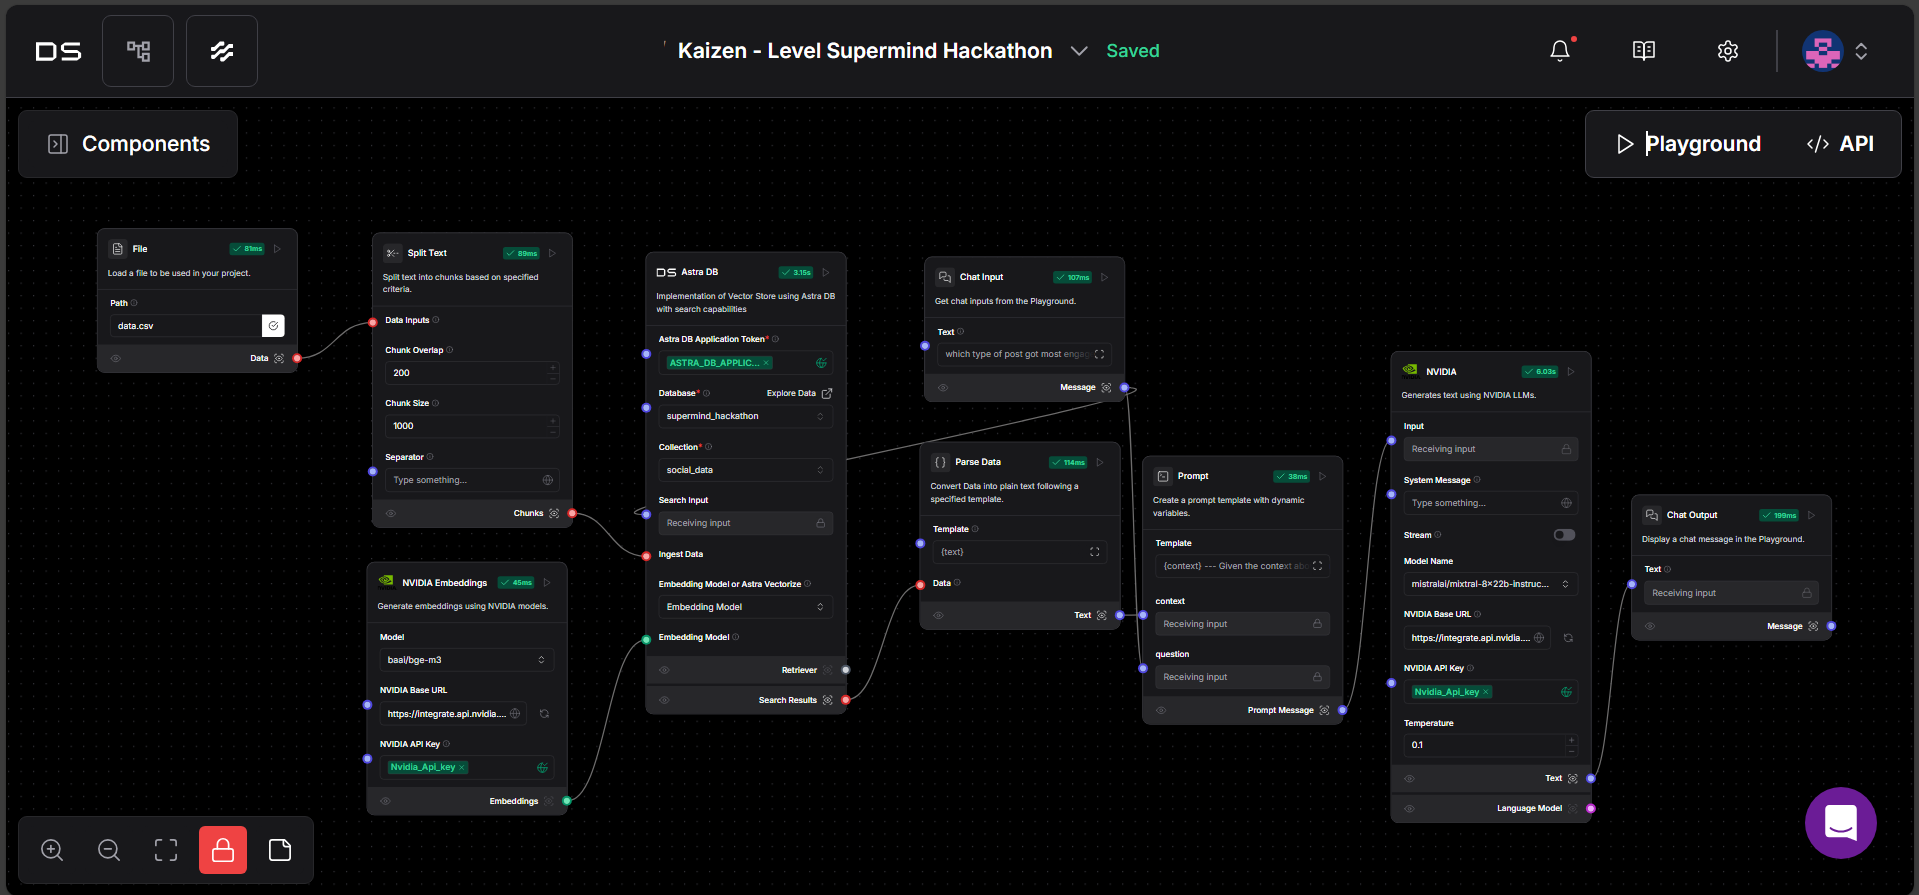 DS
Kaizen - Level Supermind Hackathon
Saved
Components
Playground
API
File
81ms
Load a file to be used in your project.
Path
data.csv
Data
Split Text
89ms
Split text into chunks based on specified
criteria.
Data Inputs
Chunk Overlap
200
Chunk Size
1000
Separator
Type something...
Chunks
NVIDIA Embeddings
45ms
Generate embeddings using NVIDIA models.
Model
baai/bge-m3
NVIDIA Base URL
https://integrate.api.nvidia....
NVIDIA API Key
Nvidia_Api_key ×
Embeddings
DS Astra DB
3.15s
Implementation of Vector Store using Astra DB
with search capabilities
Astra DB Application Token*
ASTRA_DB_APPLIC... ×
Database*
Explore Data
supermind_hackathon
Collection*
social_data
Search Input
Receiving input
Ingest Data
Embedding Model or Astra Vectorize
Embedding Model
Embedding Model
Retriever
Search Results
Chat Input
107ms
Get chat inputs from the Playground.
Text
which type of post got most engag
Message
Parse Data
114ms
Convert Data into plain text following a
specified template.
Template
{text}
Data
Text
Prompt
38ms
Create a prompt template with dynamic
variables.
Template
{context} --- Given the context abo
context
Receiving input
question
Receiving input
Prompt Message
NVIDIA
6.03s
Generates text using NVIDIA LLMs.
Input
Receiving input
System Message
Type something...
Stream
Model Name
mistralai/mixtral-8x22b-instruc...
NVIDIA Base URL
https://integrate.api.nvidia....
NVIDIA API Key
Nvidia_Api_key ×
Temperature
0.1
Text
Language Model
Chat Output
199ms
Display a chat message in the Playground.
Text
Receiving input
Message